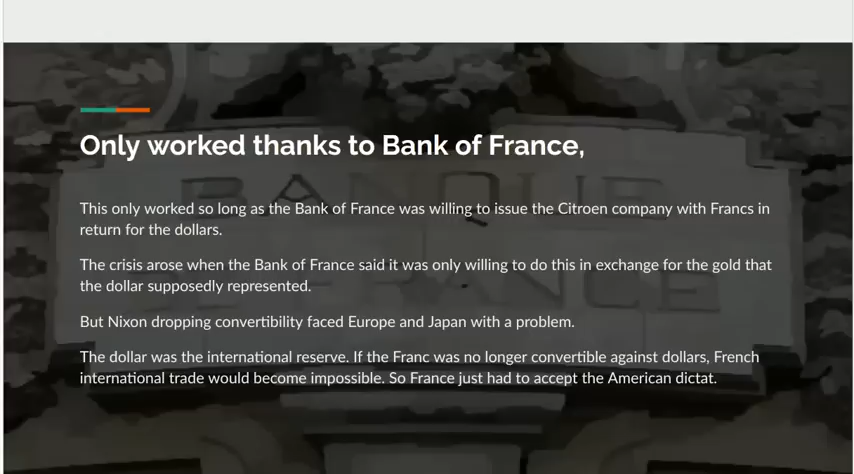 Only worked thanks to Bank of France,
BANQUE
DE FRANCE
This only worked so long as the Bank of France was willing to issue the Citroen company with Francs in
return for the dollars.
The crisis arose when the Bank of France said it was only willing to do this in exchange for the gold that
the dollar supposedly represented.
But Nixon dropping convertibility faced Europe and Japan with a problem.
The dollar was the international reserve. If the Franc was no longer convertible against dollars, French
international trade would become impossible. So France just had to accept the American dictat.